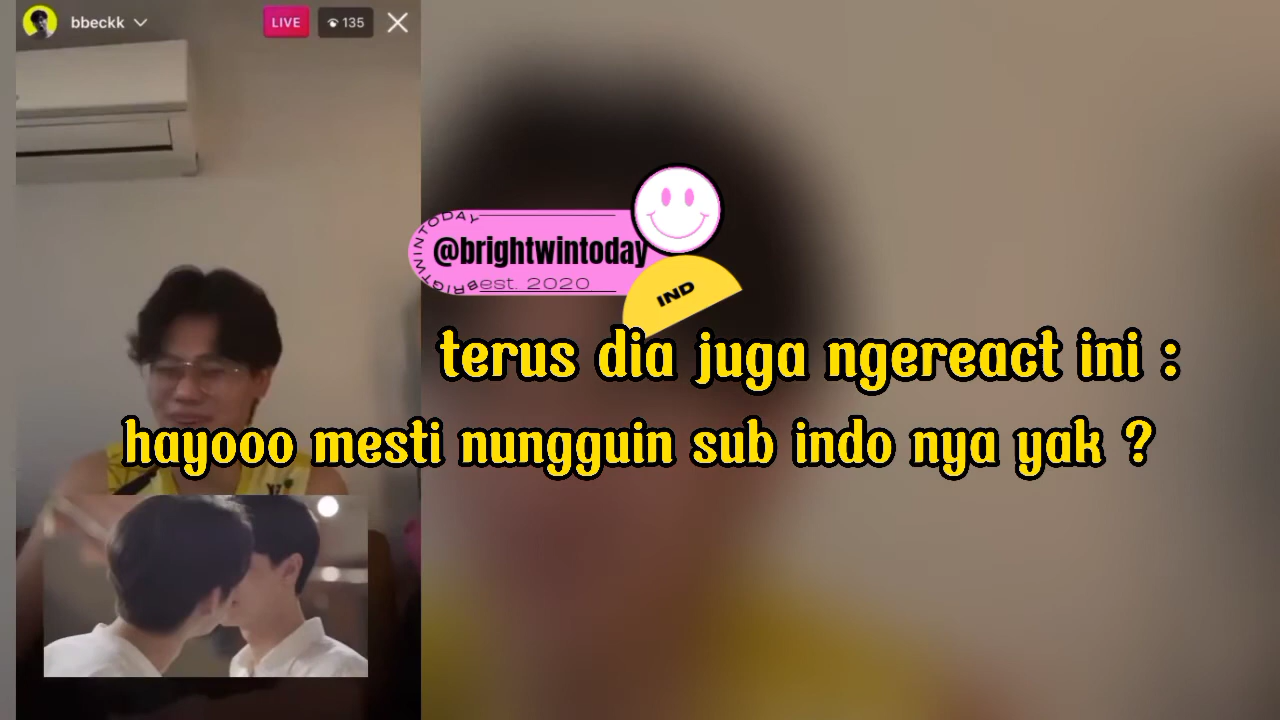 bbeckk
LIVE
135
BRIGTWINTODAY
@brightwintoday
est. 2020
IND
terus dia juga ngereact ini :
hayooo mesti nungguin sub indo nya yak ?